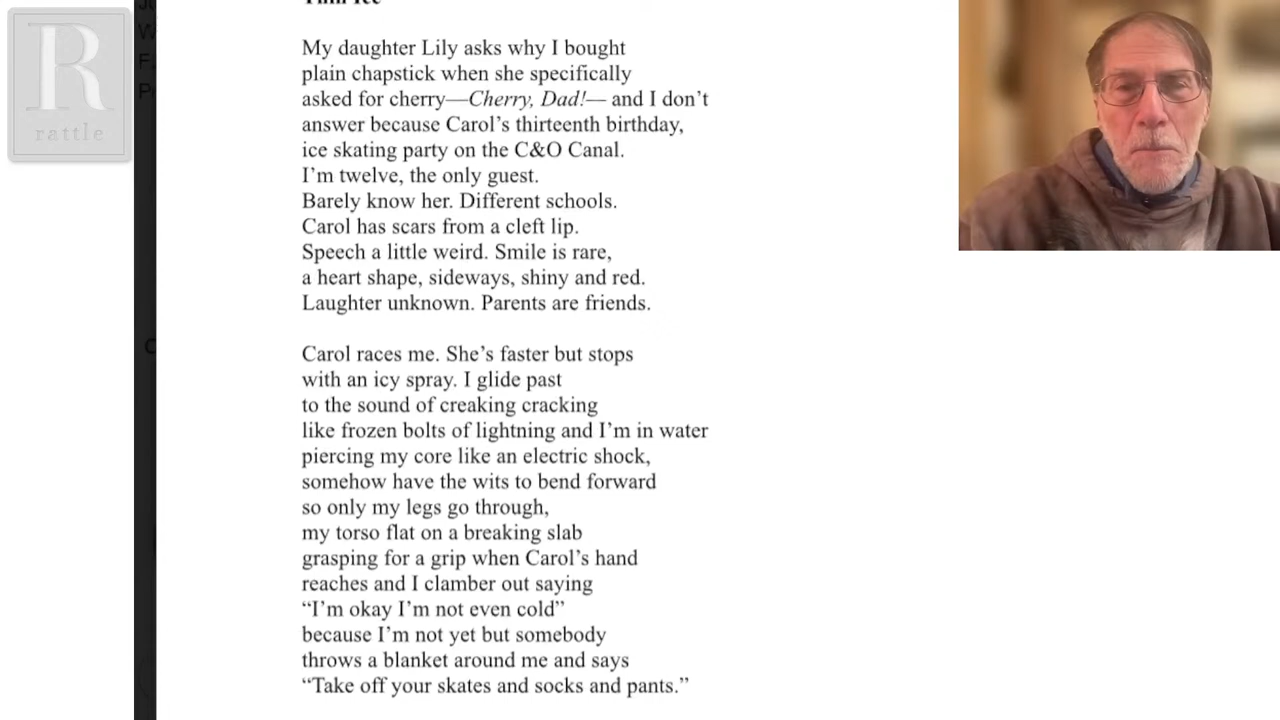 Thin Ice
My daughter Lily asks why I bought
plain chapstick when she specifically
asked for cherry—Cherry, Dad!— and I don’t
answer because Carol’s thirteenth birthday,
ice skating party on the C&O Canal.
I’m twelve, the only guest.
Barely know her. Different schools.
Carol has scars from a cleft lip.
Speech a little weird. Smile is rare,
a heart shape, sideways, shiny and red.
Laughter unknown. Parents are friends.
Carol races me. She’s faster but stops
with an icy spray. I glide past
to the sound of creaking cracking
like frozen bolts of lightning and I’m in water
piercing my core like an electric shock,
somehow have the wits to bend forward
so only my legs go through,
my torso flat on a breaking slab
grasping for a grip when Carol’s hand
reaches and I clamber out saying
“I’m okay I’m not even cold”
because I’m not yet but somebody
throws a blanket around me and says
“Take off your skates and socks and pants.”
R
rattle